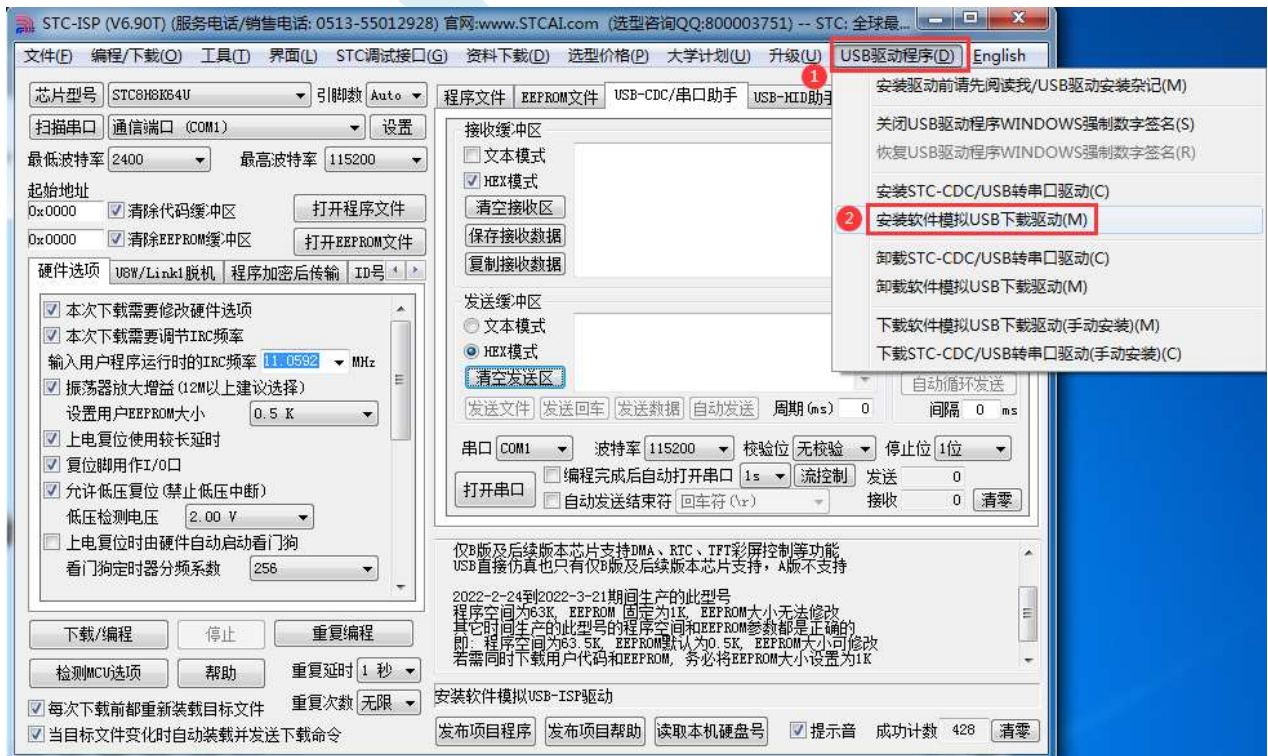 STC-ISP (V6.90T) (服务电话/销售电话: 0513-55012928) 官网:www.STCAI.com (选型咨询QQ:800003751) -- STC: 全球最...
文件(F) 编程/下载(O) 工具(T) 界面(L) STC调试接口(G) 资料下载(D) 选型价格(P) 大学计划(U) 升级(U) USB驱动程序(D) English
1
芯片型号 STC8H8K64U 引脚数 Auto
扫描串口 通信端口 (COM1) 设置
最低波特率 2400 最高波特率 115200
起始地址
0x0000 清除代码缓冲区 打开程序文件
0x0000 清除EEPROM缓冲区 打开EEPROM文件
硬件选项 U8W/Link1脱机 程序加密后传输 ID号
本次下载需要修改硬件选项
本次下载需要调节IRC频率
输入用户程序运行时的IRC频率 11.0592 MHz
振荡器放大增益(12M以上建议选择)
设置用户EEPROM大小 0.5 K
上电复位使用较长延时
复位脚用作I/O口
允许低压复位(禁止低压中断)
低压检测电压 2.00 V
上电复位时由硬件自动启动看门狗
看门狗定时器分频系数 256
下载/编程 停止 重复编程
检测MCU选项 帮助 重复延时 1 秒
每次下载前都重新装载目标文件 重复次数 无限
当目标文件变化时自动装载并发送下载命令
程序文件 EEPROM文件 USB-CDC/串口助手 USB-HID助手
接收缓冲区
文本模式
HEX模式
清空接收区
保存接收数据
复制接收数据
发送缓冲区
文本模式
HEX模式
清空发送区
自动循环发送
发送文件 发送回车 发送数据 自动发送 周期(ms) 0 间隔 0 ms
串口 COM1 波特率 115200 校验位 无校验 停止位 1位
打开串口 编程完成后自动打开串口 1s 流控制 发送 0
自动发送结束符 回车符(\r) 接收 0 清零
仅B版及后续版本芯片支持DMA、RTC、TFT彩屏控制等功能
USB直接仿真也只有仅B版及后续版本芯片支持，A版不支持
2022-2-24到2022-3-21期间生产的此型号
程序空间为63K, EEPROM 固定为1K, EEPROM大小无法修改
其它时间生产的此型号的程序空间和EEPROM参数都是正确的
即: 程序空间为63.5K, EEPROM默认为0.5K, EEPROM大小可修改
若需同时下载用户代码和EEPROM, 务必将EEPROM大小设置为1K
安装软件模拟USB-ISP驱动
发布项目程序 发布项目帮助 读取本机硬盘号 提示音 成功计数 428 清零
安装驱动前请先阅读我/USB驱动安装杂记(M)
关闭USB驱动程序WINDOWS强制数字签名(S)
恢复USB驱动程序WINDOWS强制数字签名(R)
安装STC-CDC/USB转串口驱动(C)
2 安装软件模拟USB下载驱动(M)
卸载STC-CDC/USB转串口驱动(C)
卸载软件模拟USB下载驱动(M)
下载软件模拟USB下载驱动(手动安装)(M)
下载STC-CDC/USB转串口驱动(手动安装)(C)